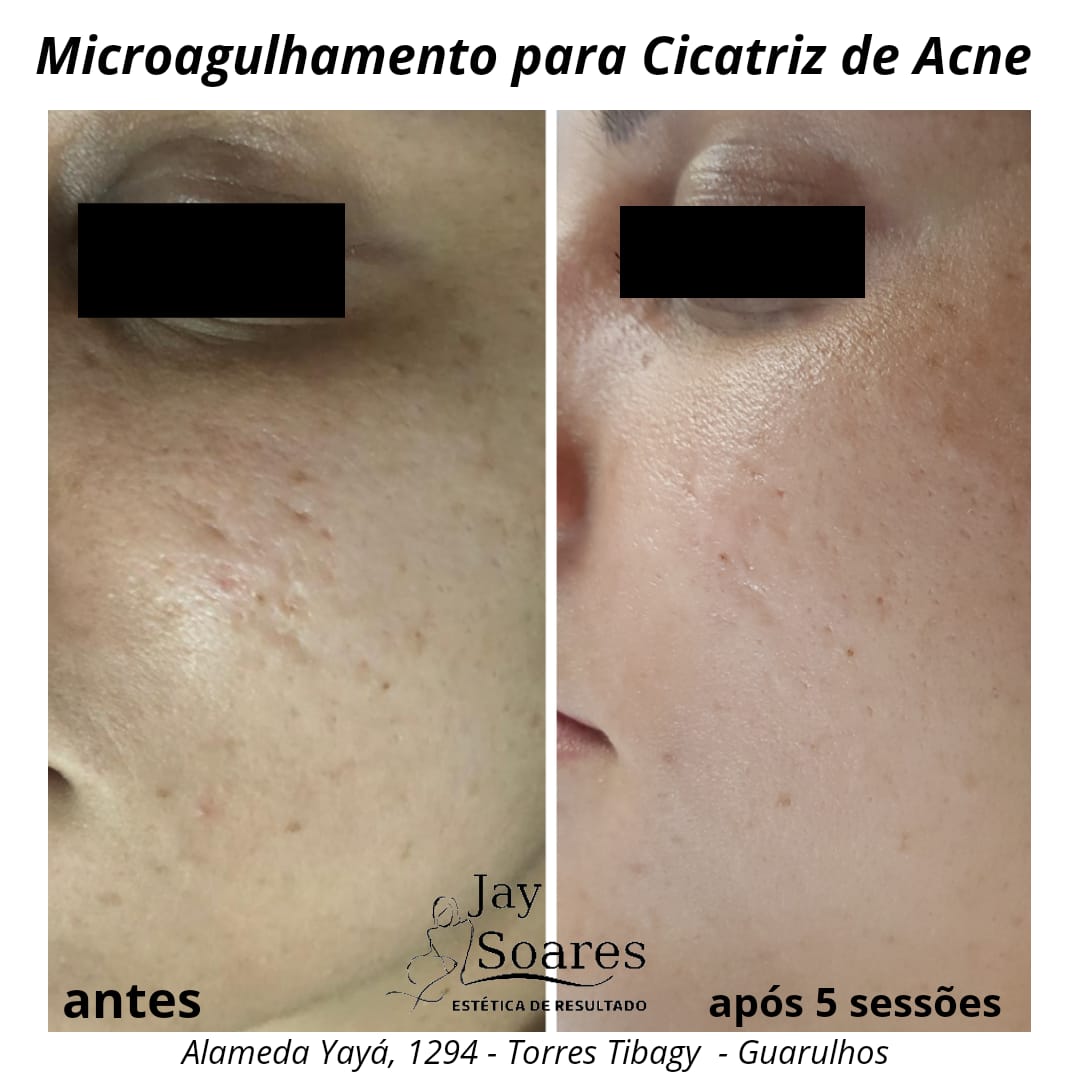 Microagulhamento para Cicatriz de Acne
Jay
Soares
ESTÉTICA DE RESULTADO
antes
após 5 sessões
Alameda Yayá, 1294 - Torres Tibagy - Guarulhos